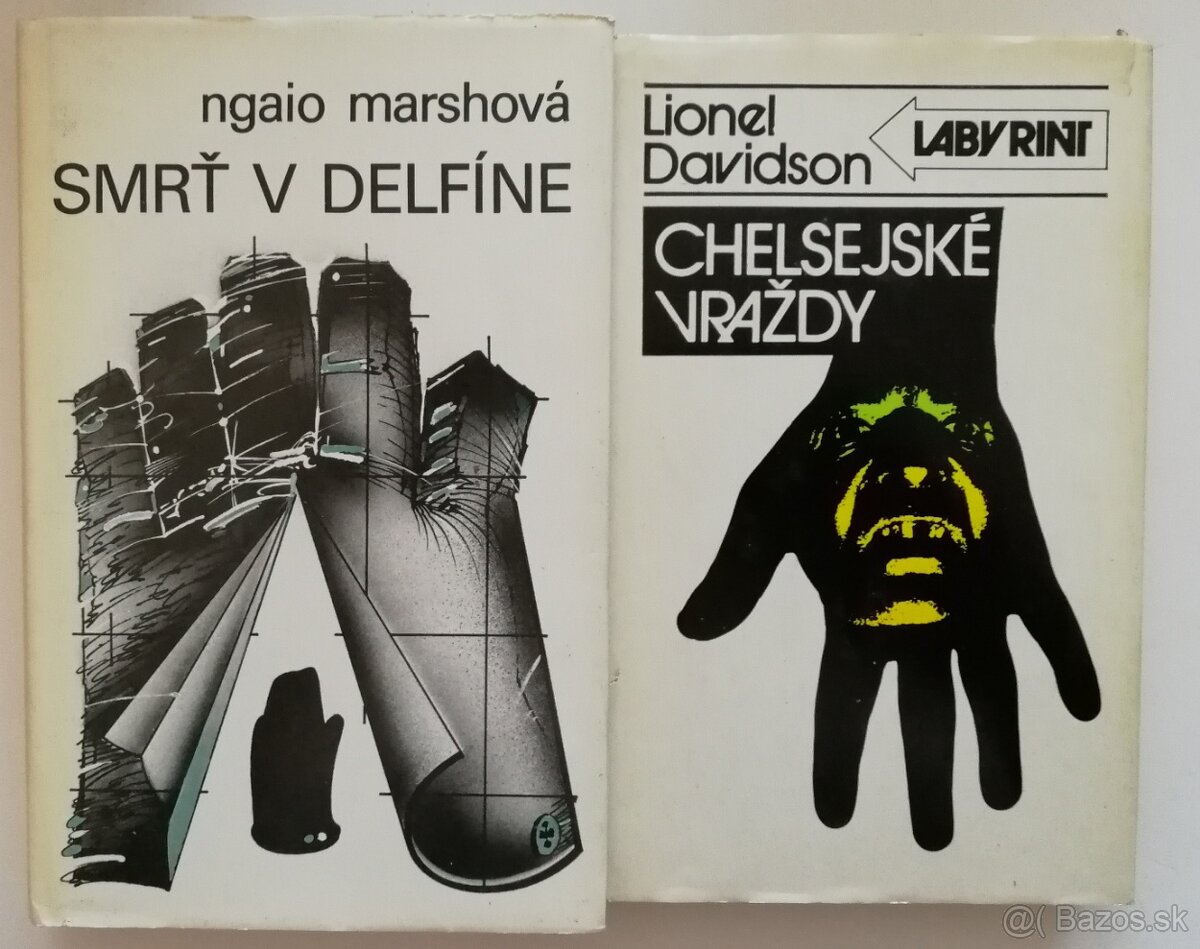 ngaio marshová
SMRŤ V DELFÍNE
Lionel
Davidson
LABYRINT
CHELSEJSKÉ
VRAŽDY
@( Bazos.sk